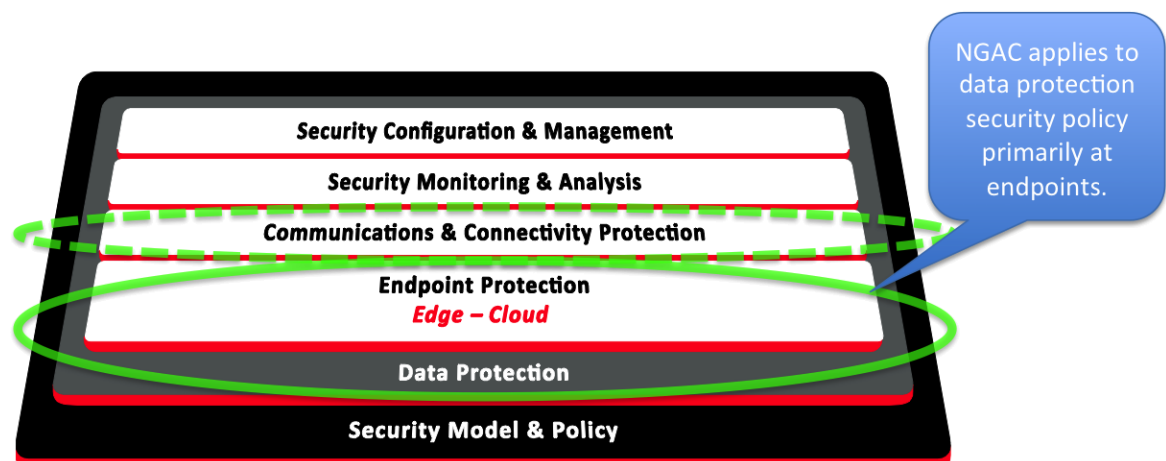 Security Configuration & Management
Security Monitoring & Analysis
Communications & Connectivity Protection
Endpoint Protection
Edge – Cloud
Data Protection
Security Model & Policy
NGAC applies to
data protection
security policy
primarily at
endpoints.